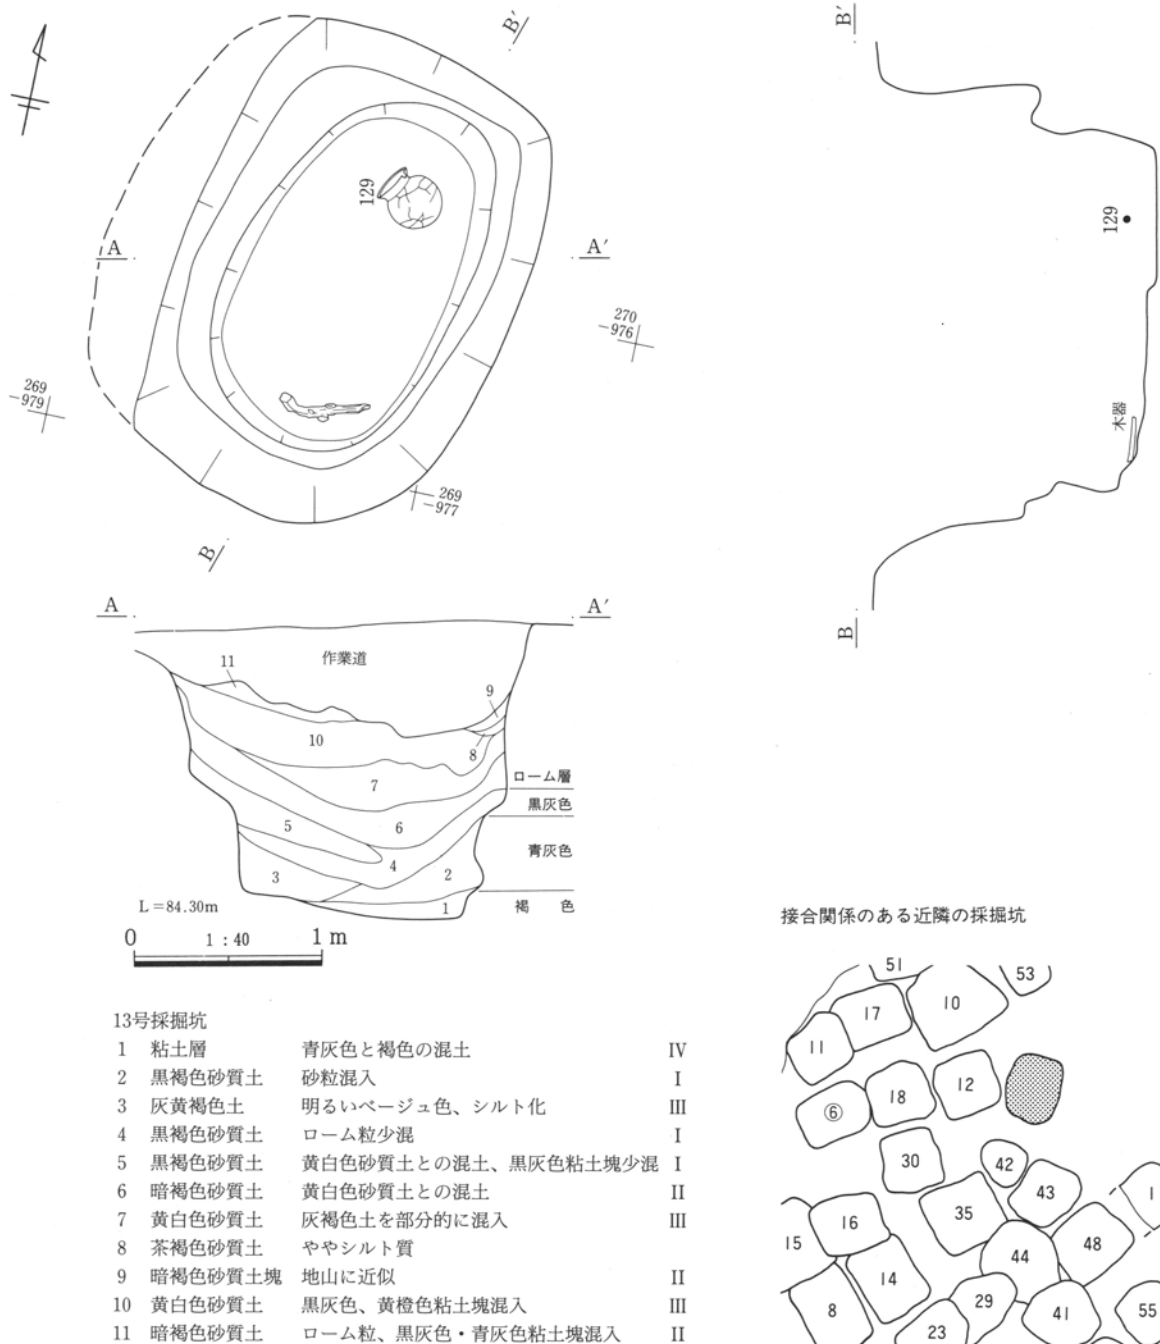 B′
B′
129
129
A
A′
270
-976
269
-979
269
-977
木器
B
B
A
A′
作業道
11
9
10
8
7
ローム層
黒灰色
5
6
青灰色
4
3
2
1
褐　色
L＝84.30m
0 1：40 1 m
接合関係のある近隣の採掘坑
51
53
17
10
11
12
18
⑥
30
42
43
1
35
16
15
48
44
14
29
8
41
55
23
13号採掘坑
1 粘土層 青灰色と褐色の混土 IV
2 黒褐色砂質土 砂粒混入 I
3 灰黄褐色土 明るいベージュ色、シルト化 III
4 黒褐色砂質土 ローム粒少混 I
5 黒褐色砂質土 黄白色砂質土との混土、黒灰色粘土塊少混 I
6 暗褐色砂質土 黄白色砂質土との混土 II
7 黄白色砂質土 灰褐色土を部分的に混入 III
8 茶褐色砂質土 ややシルト質
9 暗褐色砂質土塊 地山に近似 II
10 黄白色砂質土 黒灰色、黄橙色粘土塊混入 III
11 暗褐色砂質土 ローム粒、黒灰色・青灰色粘土塊混入 II